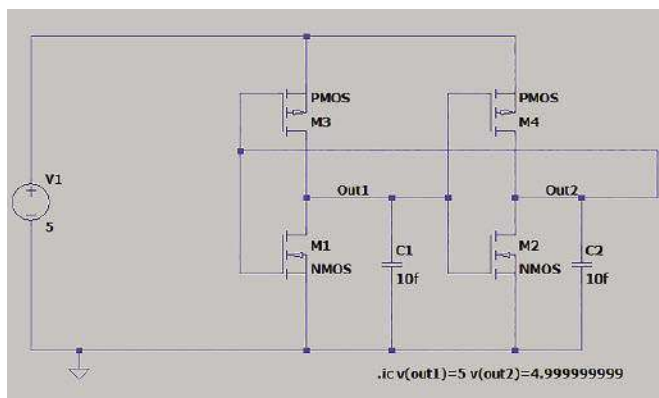 PMOS
M3
PMOS
M4
V1
5
Out1
Out2
M1
NMOS
C1
10f
M2
NMOS
C2
10f
.ic v(out1)=5 v(out2)=4.999999999